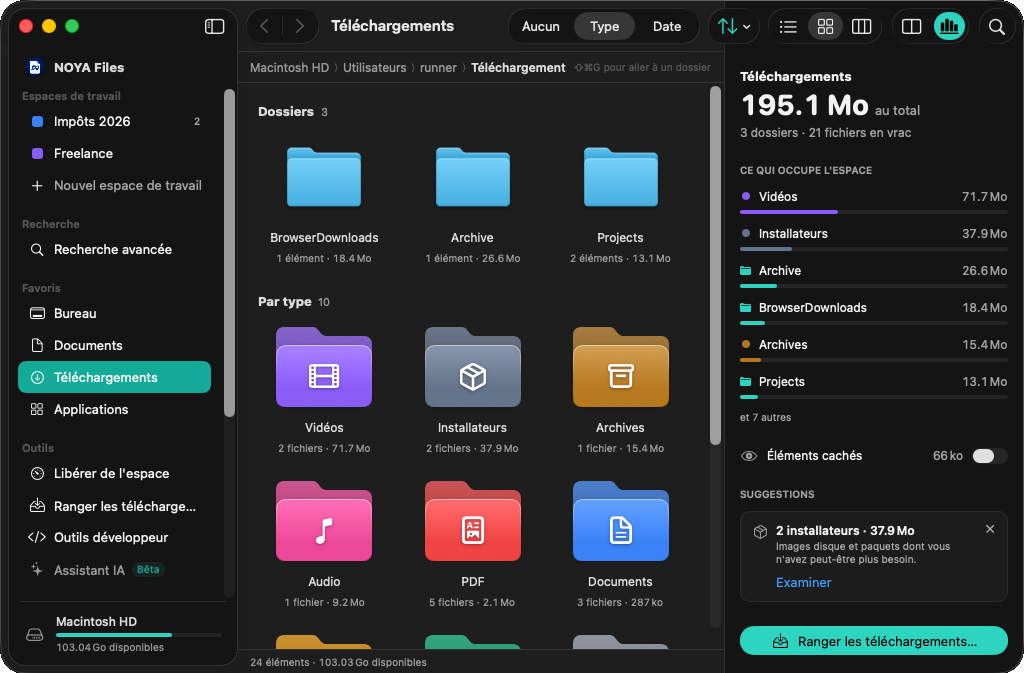 NOYA Files
Espaces de travail
Impôts 2026 2
Freelance
Nouvel espace de travail
Recherche
Recherche avancée
Favoris
Bureau
Documents
Téléchargements
Applications
Outils
Libérer de l'espace
Ranger les télécharge...
Outils développeur
Assistant IA Bêta
Macintosh HD
103.04 Go disponibles
Téléchargements
Aucun Type Date
Macintosh HD › Utilisateurs › runner › Téléchargement ⇧⌘G pour aller à un dossier
Dossiers 3
BrowserDownloads Archive Projects
1 élément · 18.4 Mo 1 élément · 26.6 Mo 2 éléments · 13.1 Mo
Par type 10
Vidéos Installateurs Archives
2 fichiers · 71.7 Mo 2 fichiers · 37.9 Mo 1 fichier · 15.4 Mo
Audio PDF Documents
1 fichier · 9.2 Mo 5 fichiers · 2.1 Mo 3 fichiers · 287 ko
24 éléments · 103.03 Go disponibles
Téléchargements
195.1 Mo au total
3 dossiers · 21 fichiers en vrac
CE QUI OCCUPE L'ESPACE
Vidéos 71.7 Mo
Installateurs 37.9 Mo
Archive 26.6 Mo
BrowserDownloads 18.4 Mo
Archives 15.4 Mo
Projects 13.1 Mo
et 7 autres
Éléments cachés 66 ko
SUGGESTIONS
2 installateurs · 37.9 Mo
Images disque et paquets dont vous
n'avez peut-être plus besoin.
Examiner
Ranger les téléchargements...